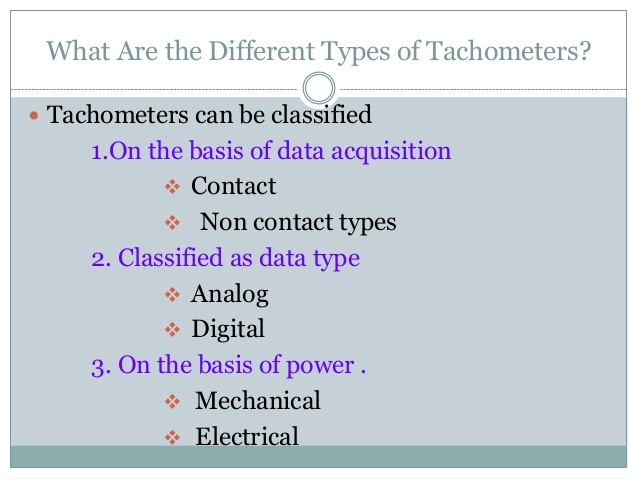 What Are the Different Types of Tachometers?
• Tachometers can be classified
1.On the basis of data acquisition
❖ Contact
❖ Non contact types
2. Classified as data type
❖ Analog
❖ Digital
3. On the basis of power .
❖ Mechanical
❖ Electrical